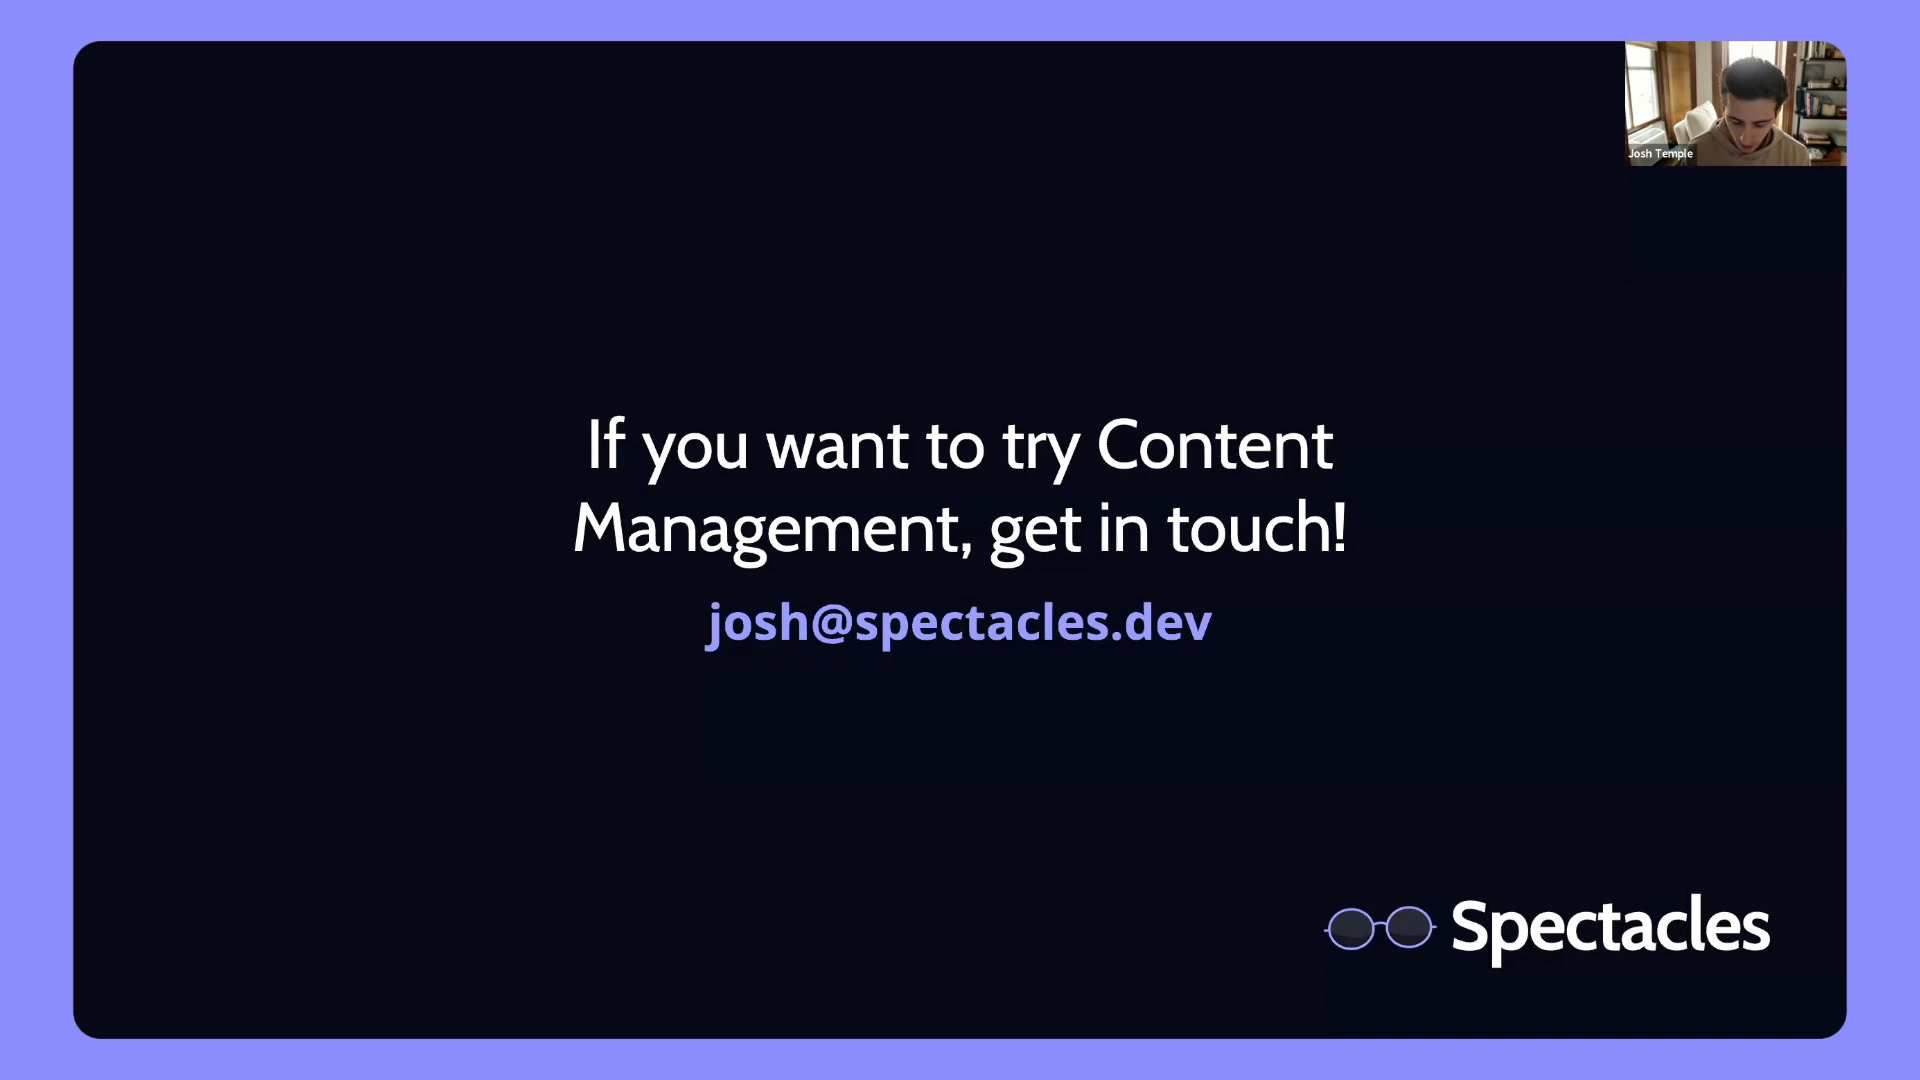 Josh Temple
If you want to try Content
Management, get in touch!
josh@spectacles.dev
Spectacles